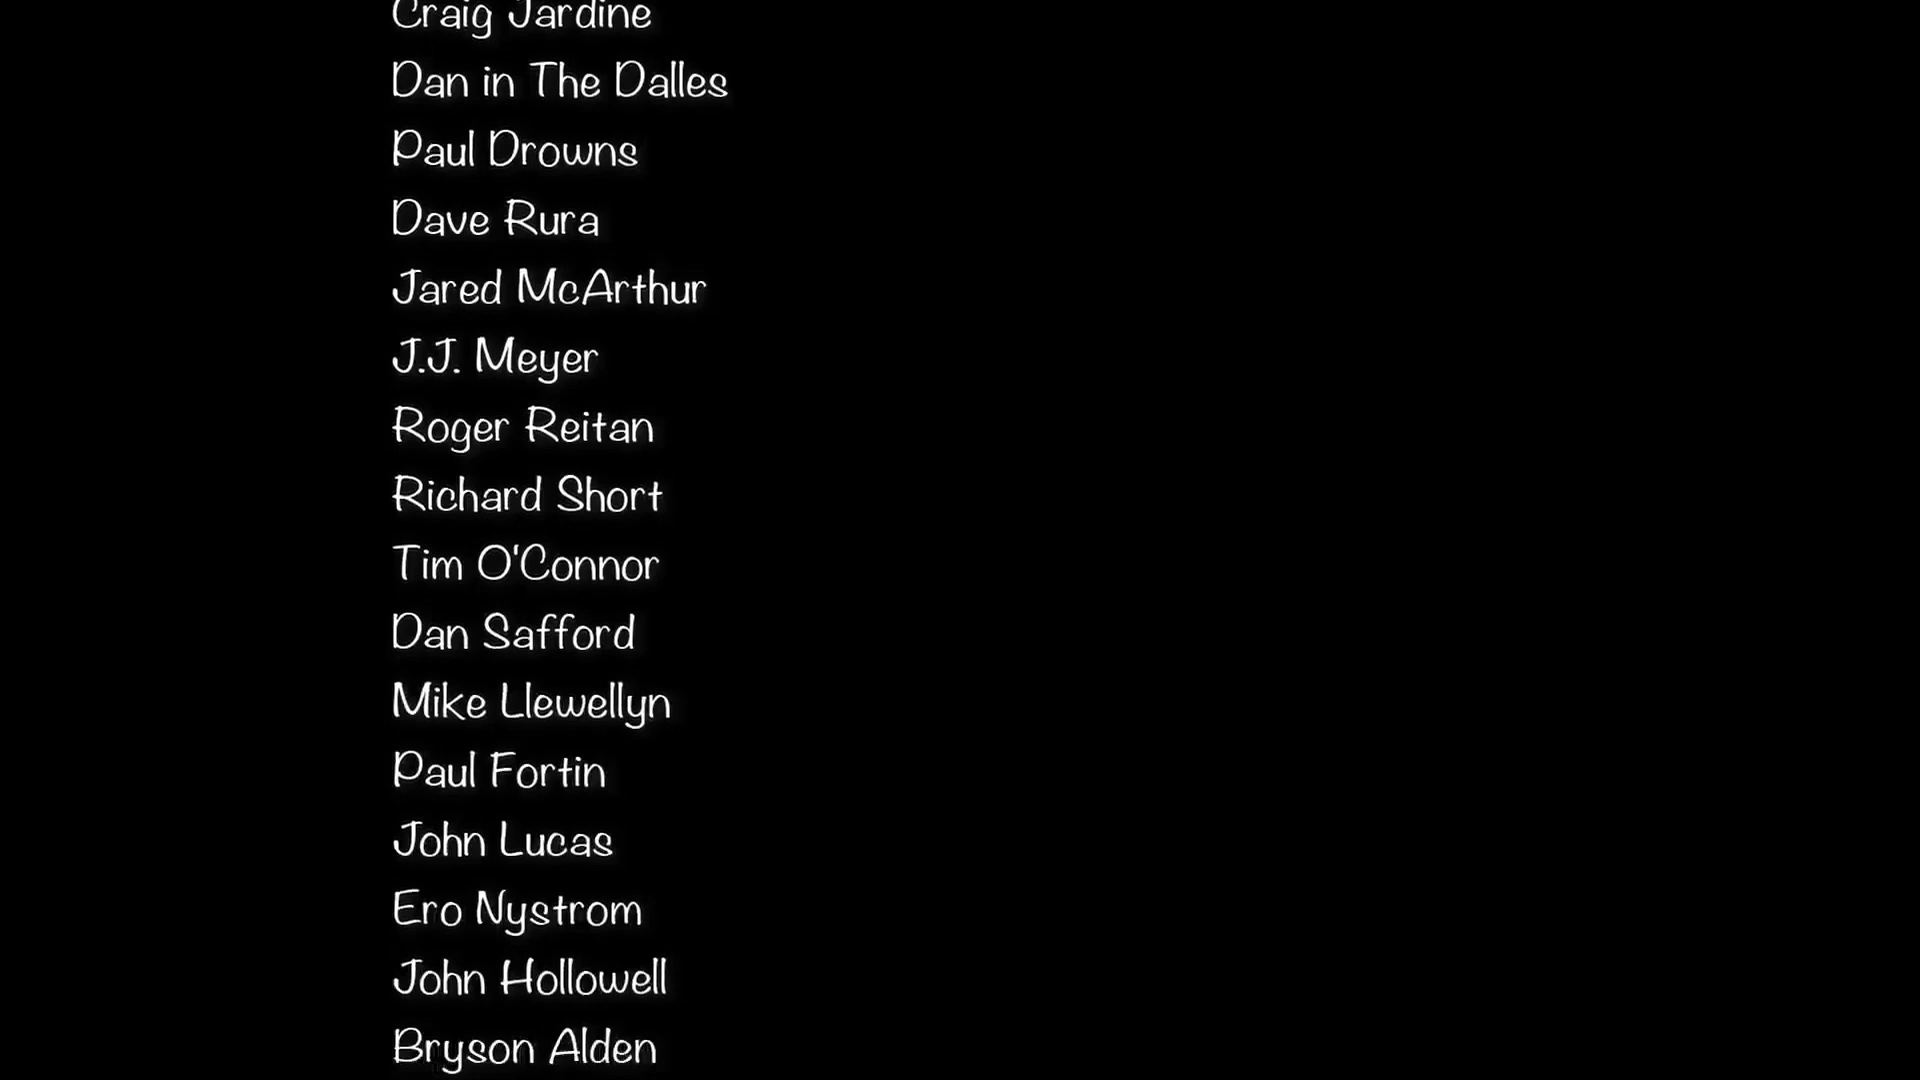 Craig Jardine
Dan in The Dalles
Paul Drowns
Dave Rura
Jared McArthur
J.J. Meyer
Roger Reitan
Richard Short
Tim O'Connor
Dan Safford
Mike Llewellyn
Paul Fortin
John Lucas
Ero Nystrom
John Hollowell
Bryson Alden